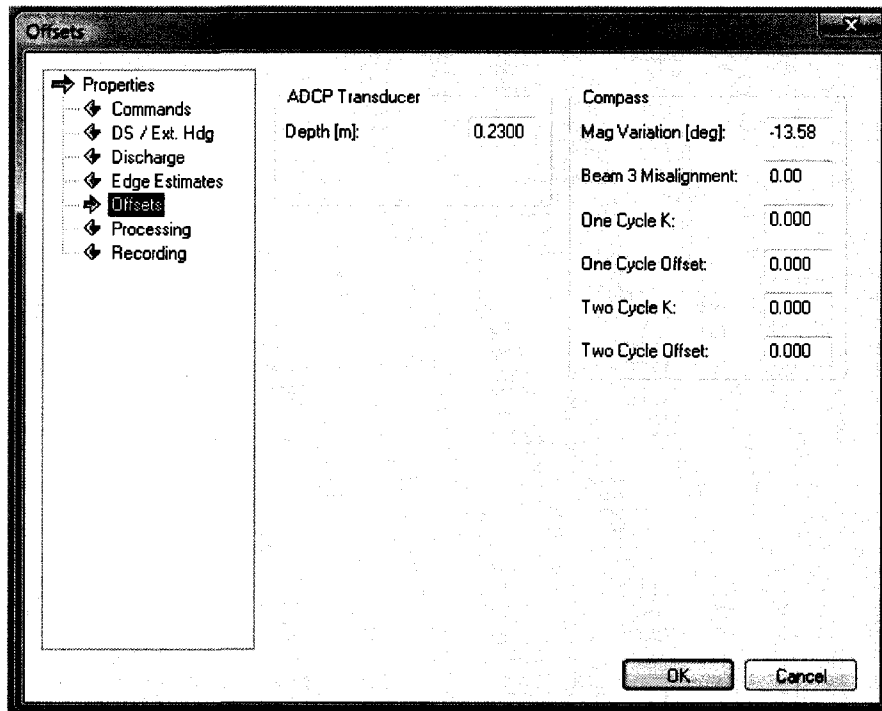 Offsets
Properties
Commands
DS / Ext. Hdg
Discharge
Edge Estimates
Offsets
Processing
Recording
ADCP Transducer
Depth [m]: 0.2300
Compass
Mag Variation [deg]: -13.58
Beam 3 Misalignment: 0.00
One Cycle K: 0.000
One Cycle Offset: 0.000
Two Cycle K: 0.000
Two Cycle Offset: 0.000
OK Cancel